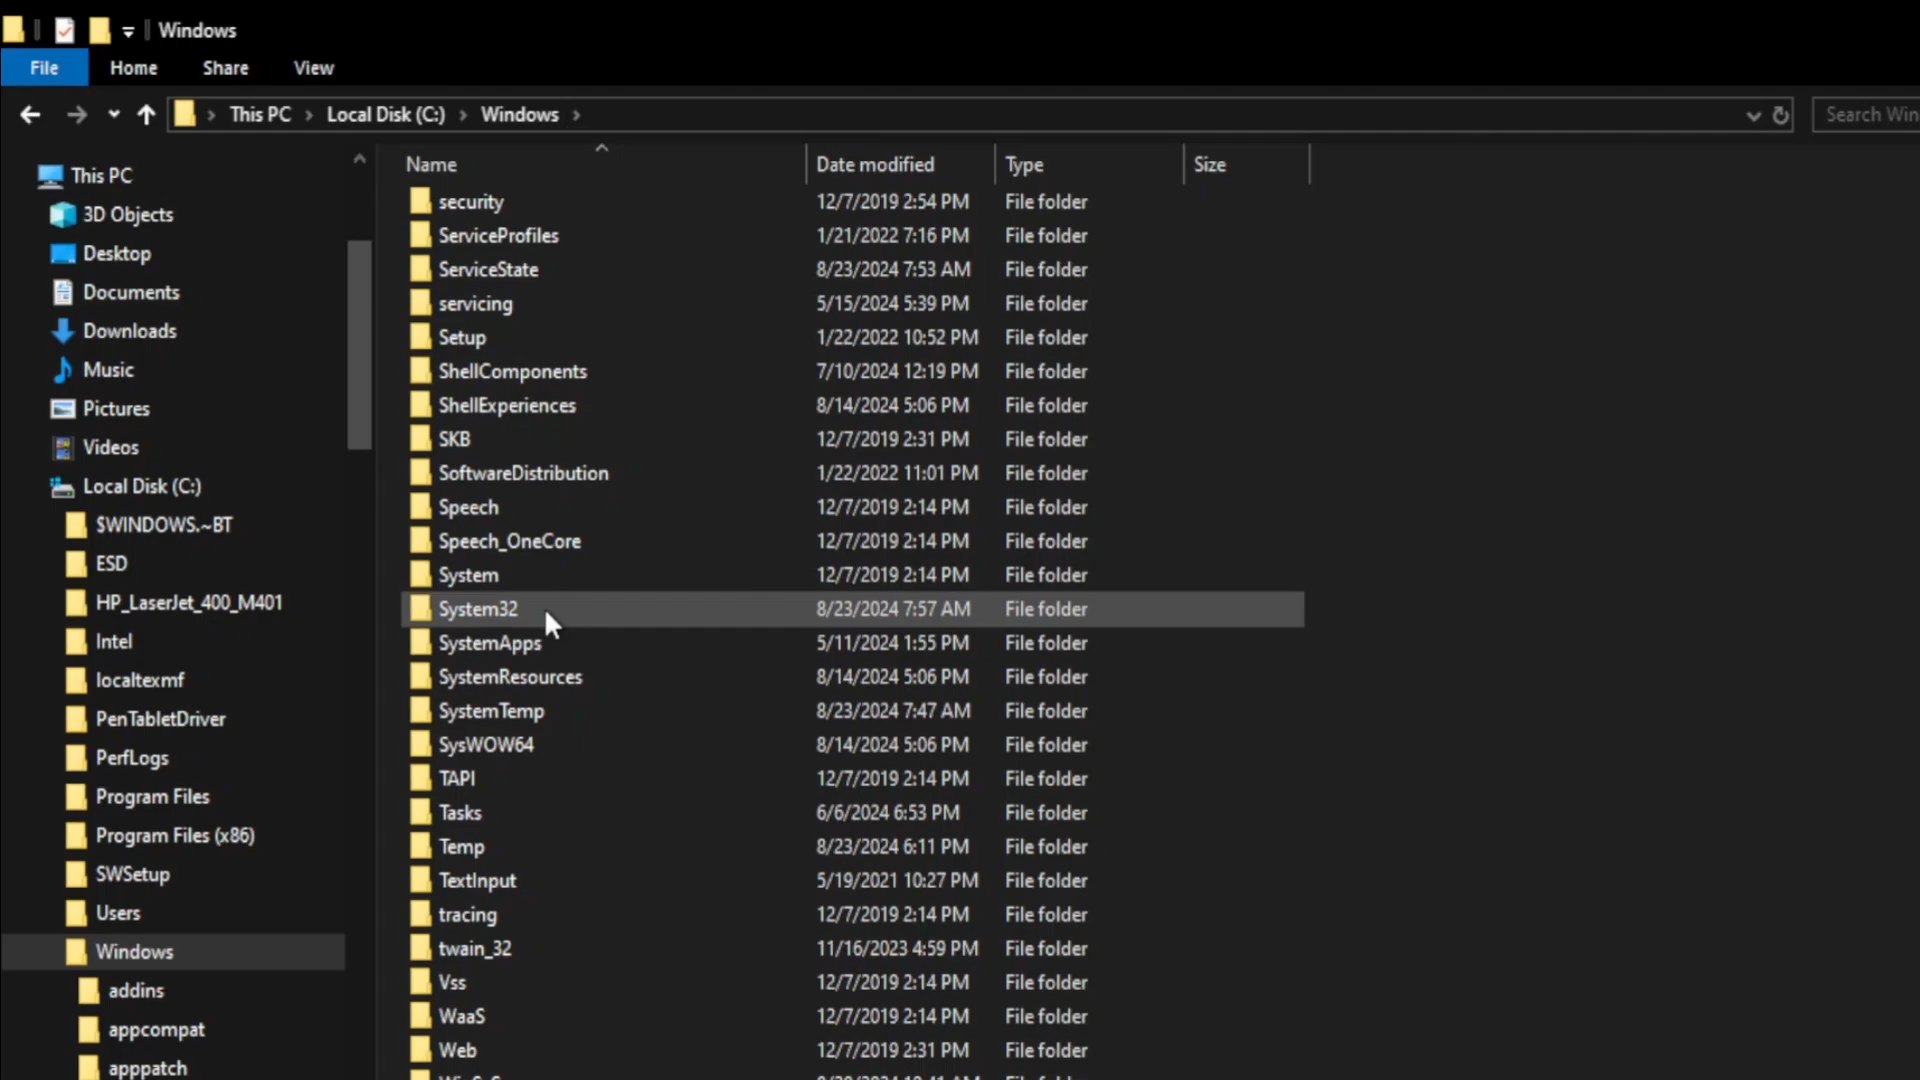 Windows
File Home Share View
This PC Local Disk (C:) Windows
Search Win
This PC
3D Objects
Desktop
Documents
Downloads
Music
Pictures
Videos
Local Disk (C:)
$WINDOWS.~BT
ESD
HP_LaserJet_400_M401
Intel
localtexmf
PenTabletDriver
PerfLogs
Program Files
Program Files (x86)
SWSetup
Users
Windows
addins
appcompat
apppatch
Name Date modified Type Size
security 12/7/2019 2:54 PM File folder
ServiceProfiles 1/21/2022 7:16 PM File folder
ServiceState 8/23/2024 7:53 AM File folder
servicing 5/15/2024 5:39 PM File folder
Setup 1/22/2022 10:52 PM File folder
ShellComponents 7/10/2024 12:19 PM File folder
ShellExperiences 8/14/2024 5:06 PM File folder
SKB 12/7/2019 2:31 PM File folder
SoftwareDistribution 1/22/2022 11:01 PM File folder
Speech 12/7/2019 2:14 PM File folder
Speech_OneCore 12/7/2019 2:14 PM File folder
System 12/7/2019 2:14 PM File folder
System32 8/23/2024 7:57 AM File folder
SystemApps 5/11/2024 1:55 PM File folder
SystemResources 8/14/2024 5:06 PM File folder
SystemTemp 8/23/2024 7:47 AM File folder
SysWOW64 8/14/2024 5:06 PM File folder
TAPI 12/7/2019 2:14 PM File folder
Tasks 6/6/2024 6:53 PM File folder
Temp 8/23/2024 6:11 PM File folder
TextInput 5/19/2021 10:27 PM File folder
tracing 12/7/2019 2:14 PM File folder
twain_32 11/16/2023 4:59 PM File folder
Vss 12/7/2019 2:14 PM File folder
WaaS 12/7/2019 2:14 PM File folder
Web 12/7/2019 2:31 PM File folder